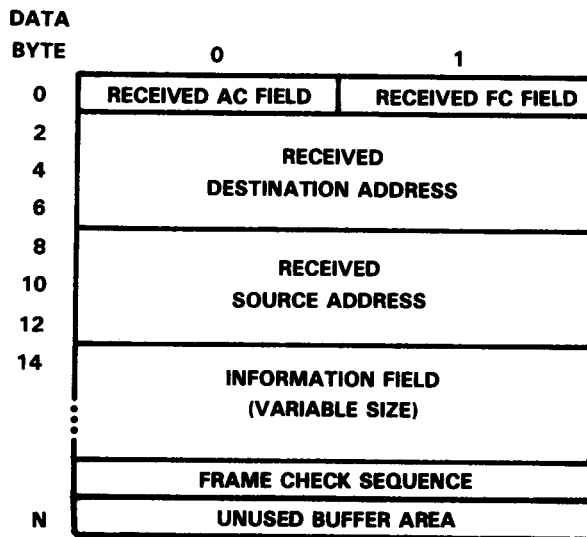 DATA
BYTE
0 1
0 RECEIVED AC FIELD RECEIVED FC FIELD
2
RECEIVED
4
DESTINATION ADDRESS
6
8
RECEIVED
10
SOURCE ADDRESS
12
14
INFORMATION FIELD
(VARIABLE SIZE)
FRAME CHECK SEQUENCE
N UNUSED BUFFER AREA